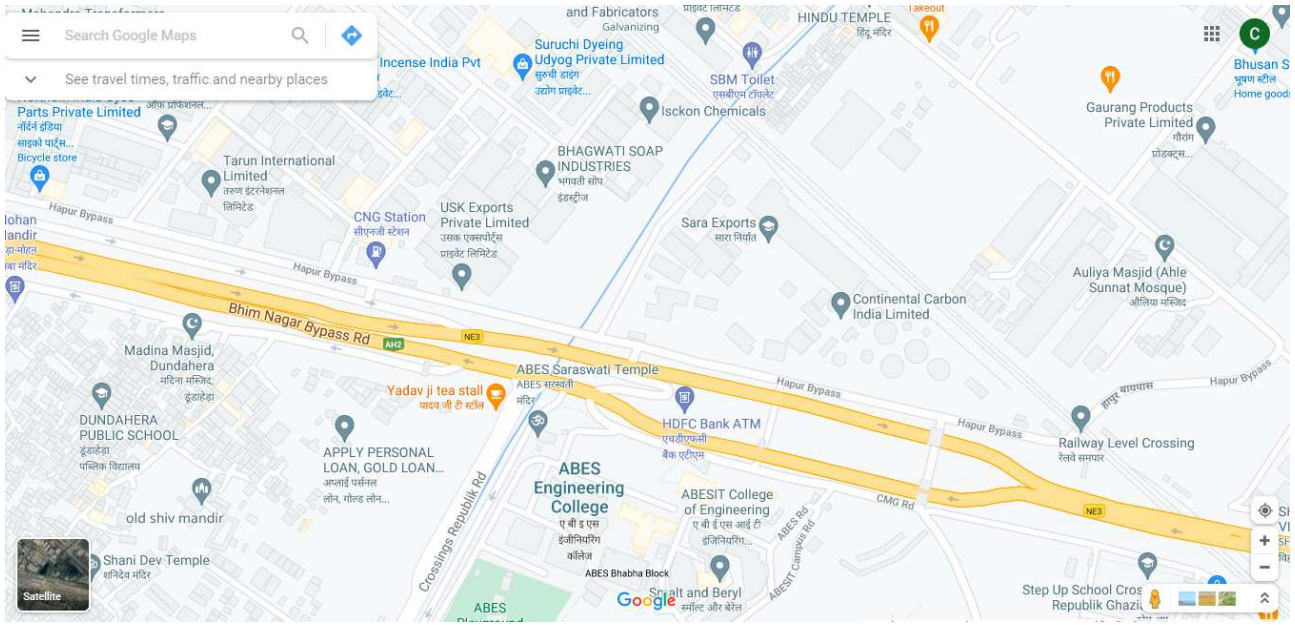 Search Google Maps
See travel times, traffic and nearby places
and Fabricators
Galvanizing
HINDU TEMPLE
हिंदू मंदिर
Takeout
Incense India Pvt
Suruchi Dyeing
Udyog Private Limited
सुरुची डाइंग
उद्योग प्राइवेट...
SBM Toilet
एसबीएम टॉयलेट
C
Bhusan S
भूषण स्टील
Home goods
Parts Private Limited
नॉर्दर्न इंडिया
साइको पार्ट्स...
Bicycle store
Isckon Chemicals
Gaurang Products
Private Limited
गौरांग
प्रोडक्ट्स...
Tarun International
Limited
तरुण इंटरनेशनल
लिमिटेड
BHAGWATI SOAP
INDUSTRIES
भगवती सोप
इंडस्ट्रीज
Hapur Bypass
CNG Station
सीएनजी स्टेशन
USK Exports
Private Limited
उसक एक्सपोर्ट्स
प्राइवेट लिमिटेड
Sara Exports
सारा निर्यात
Hapur Bypass
Auliya Masjid (Ahle
Sunnat Mosque)
औलिया मस्जिद
Continental Carbon
India Limited
Bhim Nagar Bypass Rd
AH2
NE3
Madina Masjid,
Dundahera
मदिना मस्जिद,
डूंडाहेड़ा
ABES Saraswati Temple
ABES सरस्वती
मंदिर
Yadav ji tea stall
यादव जी टी स्टॉल
Hapur Bypass
हापुर बायपास
Hapur Bypass
DUNDAHERA
PUBLIC SCHOOL
डूंडाहेड़ा
पब्लिक विद्यालय
HDFC Bank ATM
एचडीएफसी
बैंक एटीएम
Hapur Bypass
Railway Level Crossing
रेलवे समपार
APPLY PERSONAL
LOAN, GOLD LOAN...
अप्लाई पर्सनल
लोन, गोल्ड लोन...
ABES
Engineering
College
ए बी इ एस
इंजीनियरिंग
कॉलेज
ABESIT College
of Engineering
ए बी ई एस आई टी
इंजिनियरिंग...
CMG Rd
NE3
old shiv mandir
Crossings Republik Rd
ABES Rd
ABESIT Campus Rd
Shani Dev Temple
शनिदेव मंदिर
Satellite
ABES Bhabha Block
ABES
Google
Smalt and Beryl
स्मॉल्ट और बेरेल
Step Up School Cros
Republik Ghazi